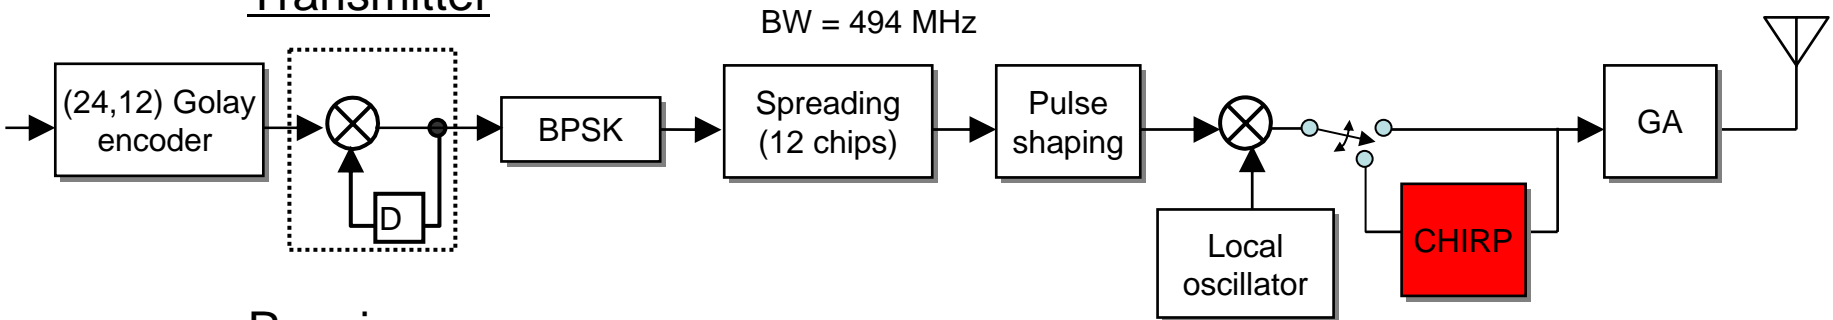 Transmitter
BW = 494 MHz
(24,12) Golay
encoder
D
BPSK
Spreading
(12 chips)
Pulse
shaping
Local
oscillator
CHIRP
GA